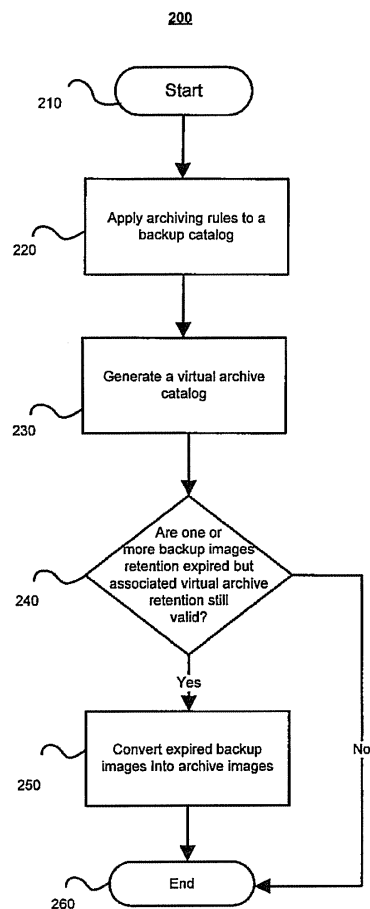 200
Start
210
Apply archiving rules to a
backup catalog
220
Generate a virtual archive
catalog
230
Are one or
more backup images
retention expired but
associated virtual archive
retention still
valid?
240
Yes
No
Convert expired backup
images Into archive images
250
End
260